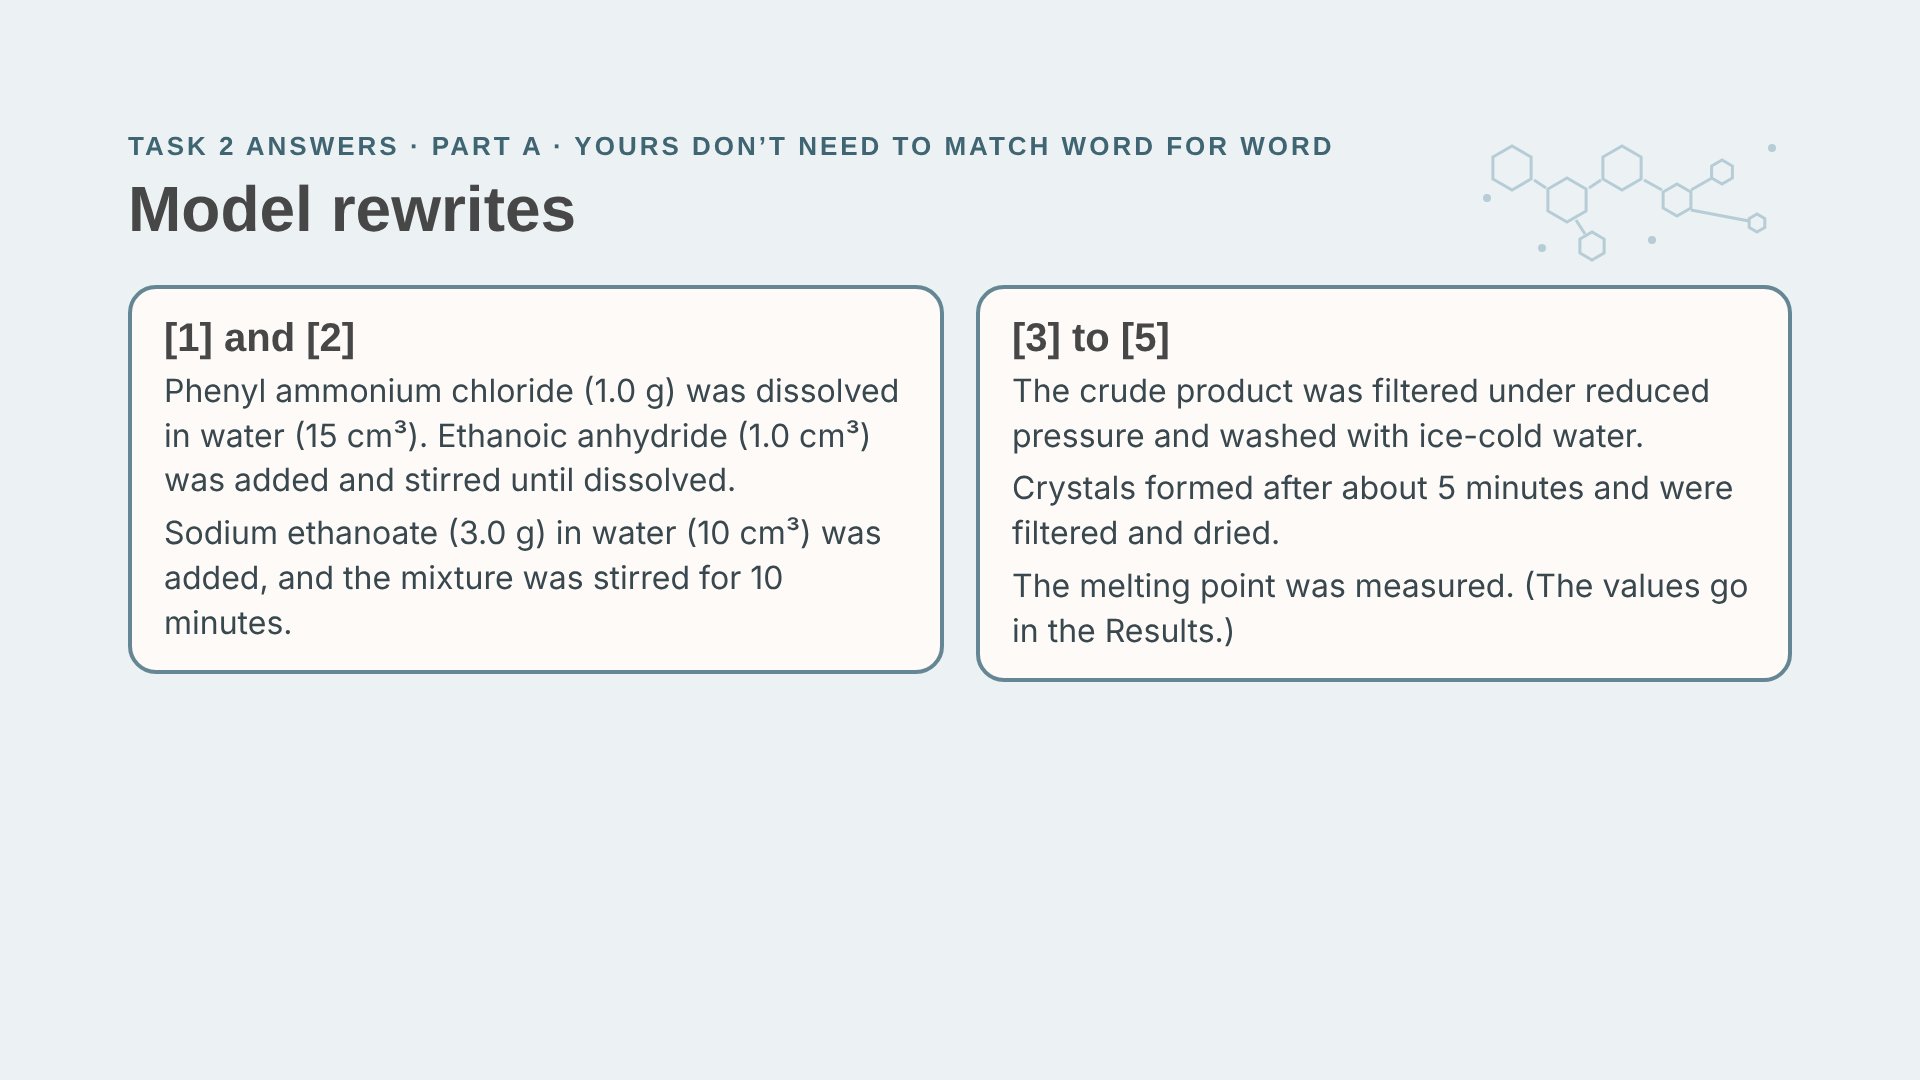 TASK 2 ANSWERS · PART A · YOURS DON’T NEED TO MATCH WORD FOR WORD
Model rewrites
[1] and [2]
Phenyl ammonium chloride (1.0 g) was dissolved
in water (15 cm³). Ethanoic anhydride (1.0 cm³)
was added and stirred until dissolved.
Sodium ethanoate (3.0 g) in water (10 cm³) was
added, and the mixture was stirred for 10
minutes.
[3] to [5]
The crude product was filtered under reduced
pressure and washed with ice-cold water.
Crystals formed after about 5 minutes and were
filtered and dried.
The melting point was measured. (The values go
in the Results.)